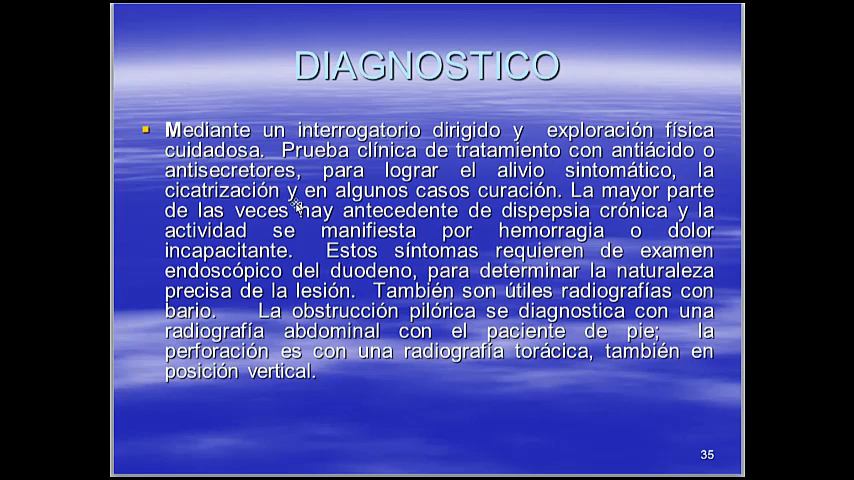 DIAGNOSTICO
Mediante un interrogatorio dirigido y exploración física
cuidadosa. Prueba clínica de tratamiento con antiácido o
antisecretores, para lograr el alivio sintomático, la
cicatrización y en algunos casos curación. La mayor parte
de las veces hay antecedente de dispepsia crónica y la
actividad se manifiesta por hemorragia o dolor
incapacitante. Estos síntomas requieren de examen
endoscópico del duodeno, para determinar la naturaleza
precisa de la lesión. También son útiles radiografías con
bario. La obstrucción pilórica se diagnostica con una
radiografía abdominal con el paciente de pie; la
perforación es con una radiografía torácica, también en
posición vertical.
35